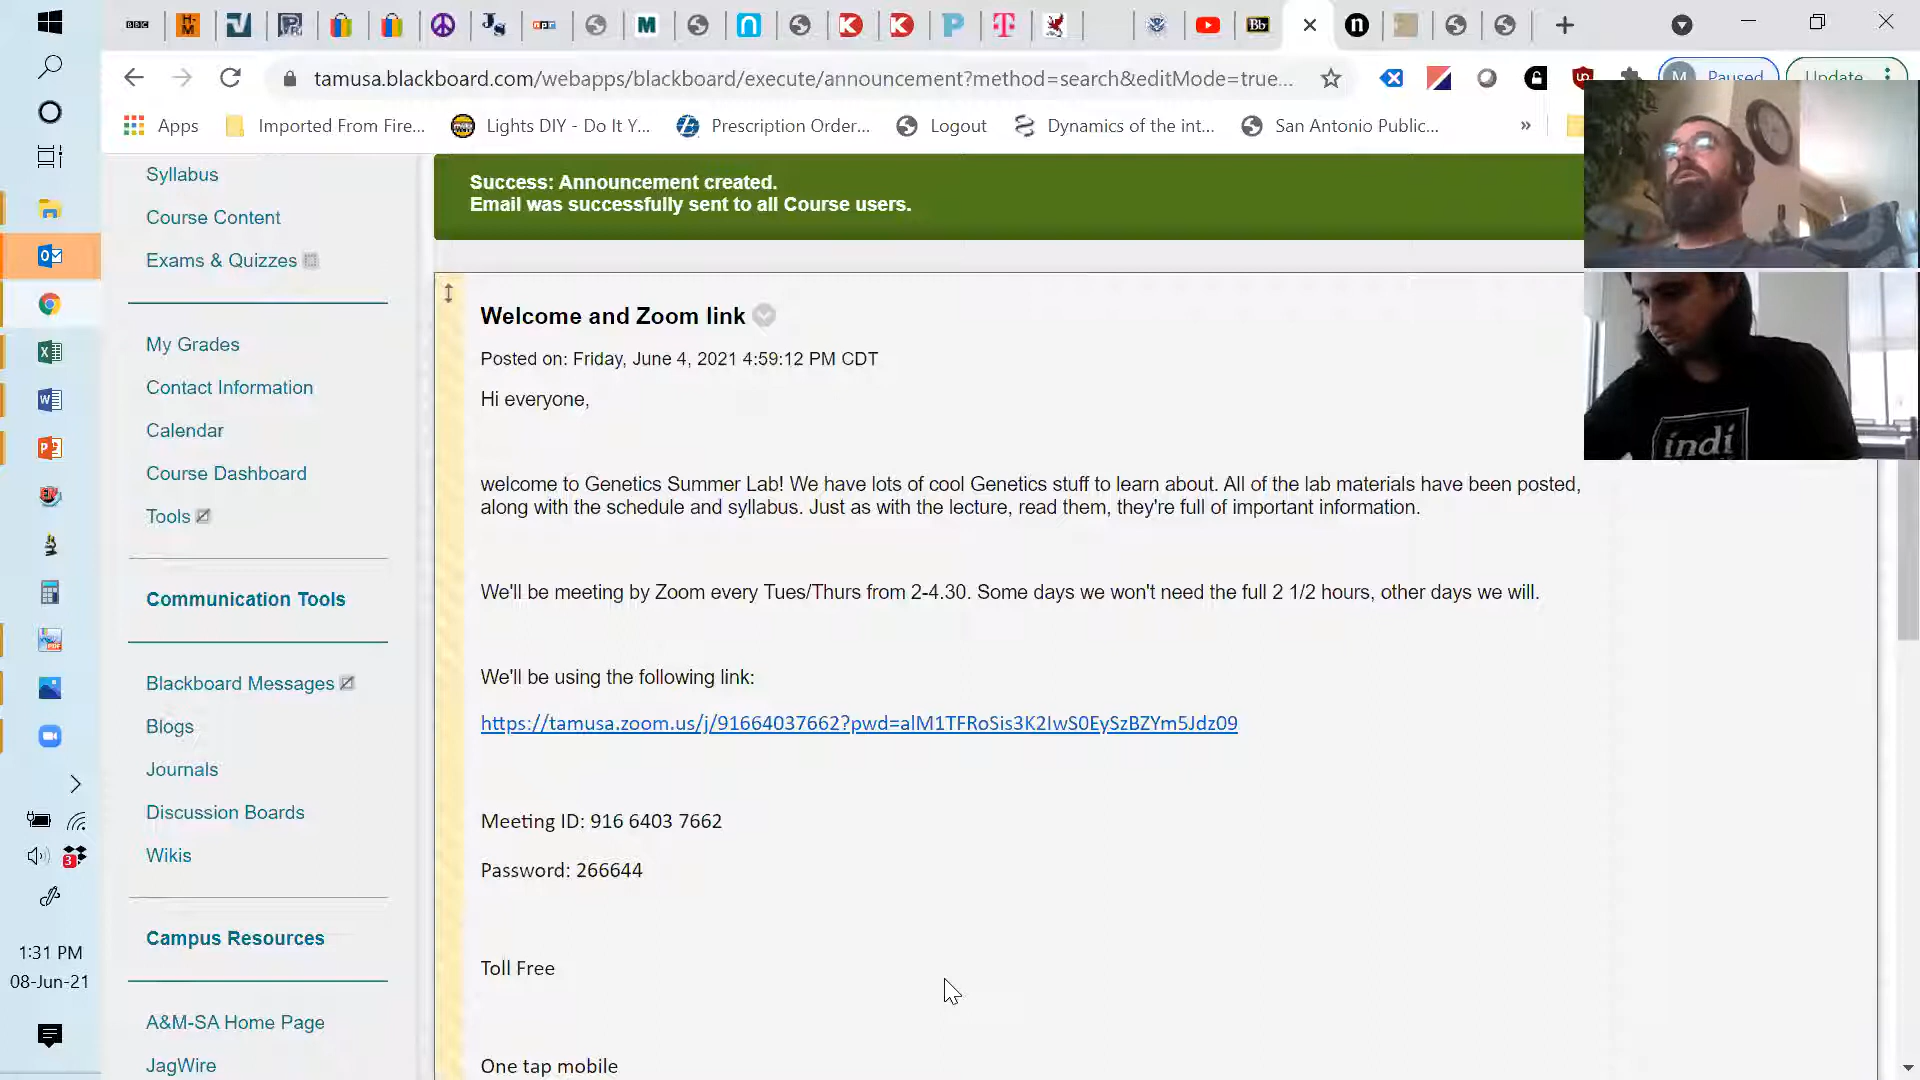 BBC
H-M
npr
M
n
K
K
P
T
Bb
n
tamusa.blackboard.com/webapps/blackboard/execute/announcement?method=search&editMode=true...
M Paused
Update
Apps
Imported From Fire...
Lights DIY - Do It Y...
Prescription Order...
Logout
Dynamics of the int...
San Antonio Public...
»
Syllabus
Course Content
Exams & Quizzes
My Grades
Contact Information
Calendar
Course Dashboard
Tools
Communication Tools
Blackboard Messages
Blogs
Journals
Discussion Boards
Wikis
Campus Resources
A&M-SA Home Page
JagWire
Success: Announcement created.
Email was successfully sent to all Course users.
Welcome and Zoom link
Posted on: Friday, June 4, 2021 4:59:12 PM CDT
Hi everyone,
welcome to Genetics Summer Lab! We have lots of cool Genetics stuff to learn about. All of the lab materials have been posted,
along with the schedule and syllabus. Just as with the lecture, read them, they're full of important information.
We'll be meeting by Zoom every Tues/Thurs from 2-4.30. Some days we won't need the full 2 1/2 hours, other days we will.
We'll be using the following link:
https://tamusa.zoom.us/j/91664037662?pwd=alM1TFRoSis3K2IwS0EySzBZYm5Jdz09
Meeting ID: 916 6403 7662
Password: 266644
Toll Free
One tap mobile
indi
3
1:31 PM
08-Jun-21